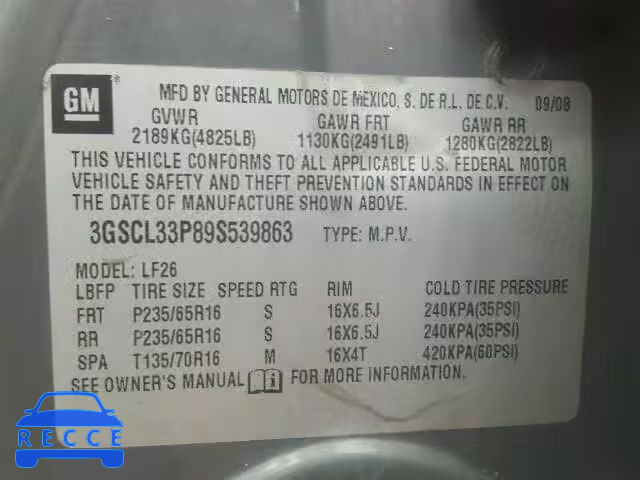 GM ®
MFD BY GENERAL MOTORS DE MEXICO, S. DE R.L. DE C.V. 09/08
GVWR GAWR FRT GAWR RR
2189KG(4825LB) 1130KG(2491LB) 1280KG(2822LB)
THIS VEHICLE CONFORMS TO ALL APPLICABLE U.S. FEDERAL MOTOR
VEHICLE SAFETY AND THEFT PREVENTION STANDARDS IN EFFECT ON
THE DATE OF MANUFACTURE SHOWN ABOVE.
3GSCL33P89S539863 TYPE: M.P.V.
MODEL: LF26
LBFP TIRE SIZE SPEED RTG RIM COLD TIRE PRESSURE
FRT P235/65R16 S 16X6.5J 240KPA(35PSI)
RR P235/65R16 S 16X6.5J 240KPA(35PSI)
SPA T135/70R16 M 16X4T 420KPA(60PSI)
SEE OWNER'S MANUAL FOR MORE INFORMATION.
RECCE